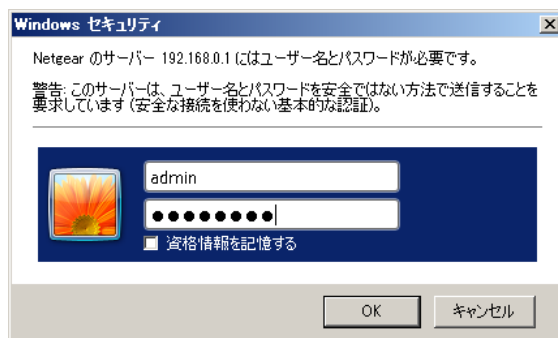 Windows セキュリティ
Netgear のサーバー 192.168.0.1 にはユーザー名とパスワードが必要です。
警告: このサーバーは、ユーザー名とパスワードを安全ではない方法で送信することを
要求しています (安全な接続を使わない基本的な認証)。
admin
●●●●●●●●
資格情報を記憶する
OK
キャンセル